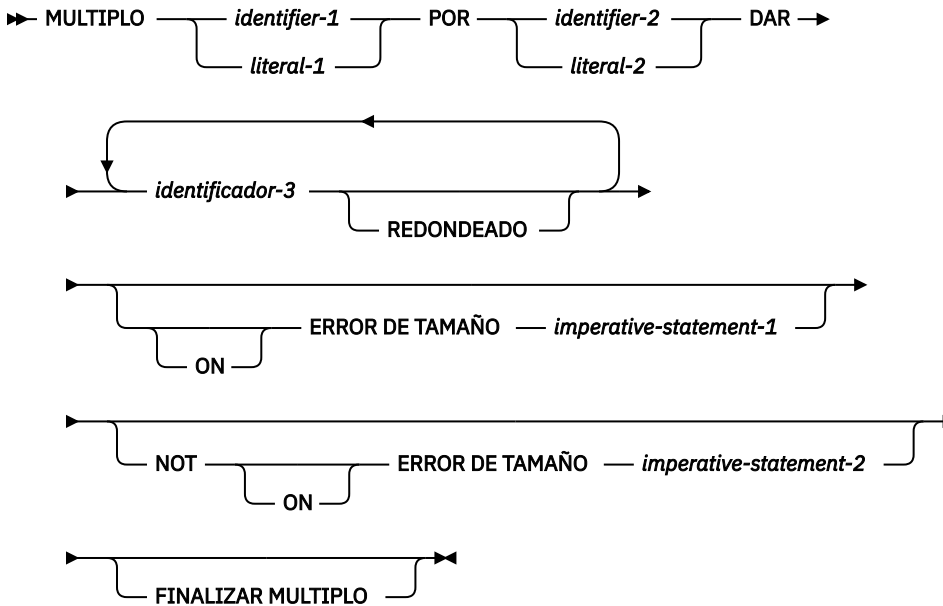 MULTIPLO identifier-1 POR identifier-2 DAR
literal-1 literal-2
identificador-3
REDONDEADO
ERROR DE TAMAÑO imperative-statement-1
ON
NOT ERROR DE TAMAÑO imperative-statement-2
ON
FINALIZAR MULTIPLO